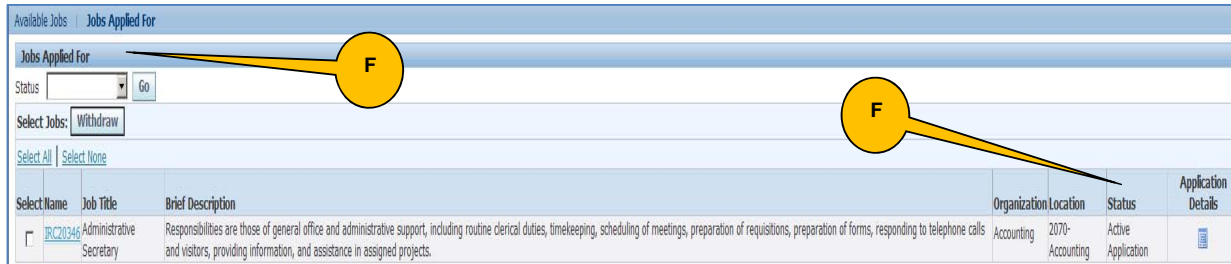 Available Jobs | Jobs Applied For
Jobs Applied For
F
Status Go
F
Select Jobs: Withdraw
Select All | Select None
Select Name Job Title Brief Description Organization Location Status Application Details
IRC20346 Administrative Secretary Responsibilities are those of general office and administrative support, including routine clerical duties, timekeeping, scheduling of meetings, preparation of requisitions, preparation of forms, responding to telephone calls
and visitors, providing information, and assistance in assigned projects. Accounting 2070-Accounting Active Application